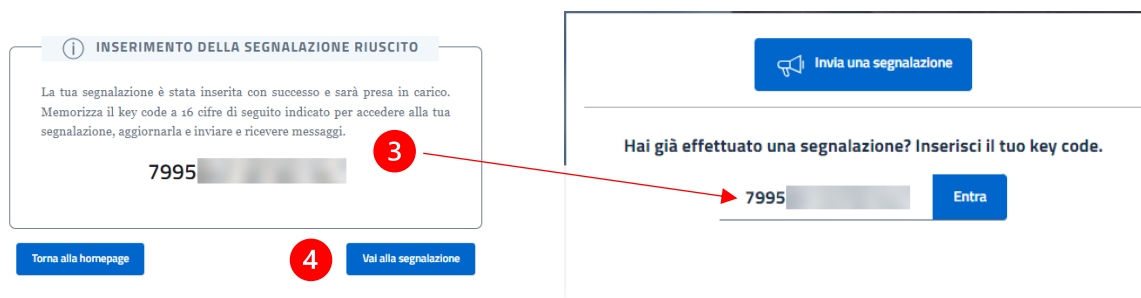 INSERIMENTO DELLA SEGNALAZIONE RIUSCITO
La tua segnalazione è stata inserita con successo e sarà presa in carico.
Memorizza il key code a 16 cifre di seguito indicato per accedere alla tua
segnalazione, aggiornarla e inviare e ricevere messaggi.
7995
3
Torna alla homepage
4
Vai alla segnalazione
Invia una segnalazione
Hai già effettuato una segnalazione? Inserisci il tuo key code.
7995
Entra